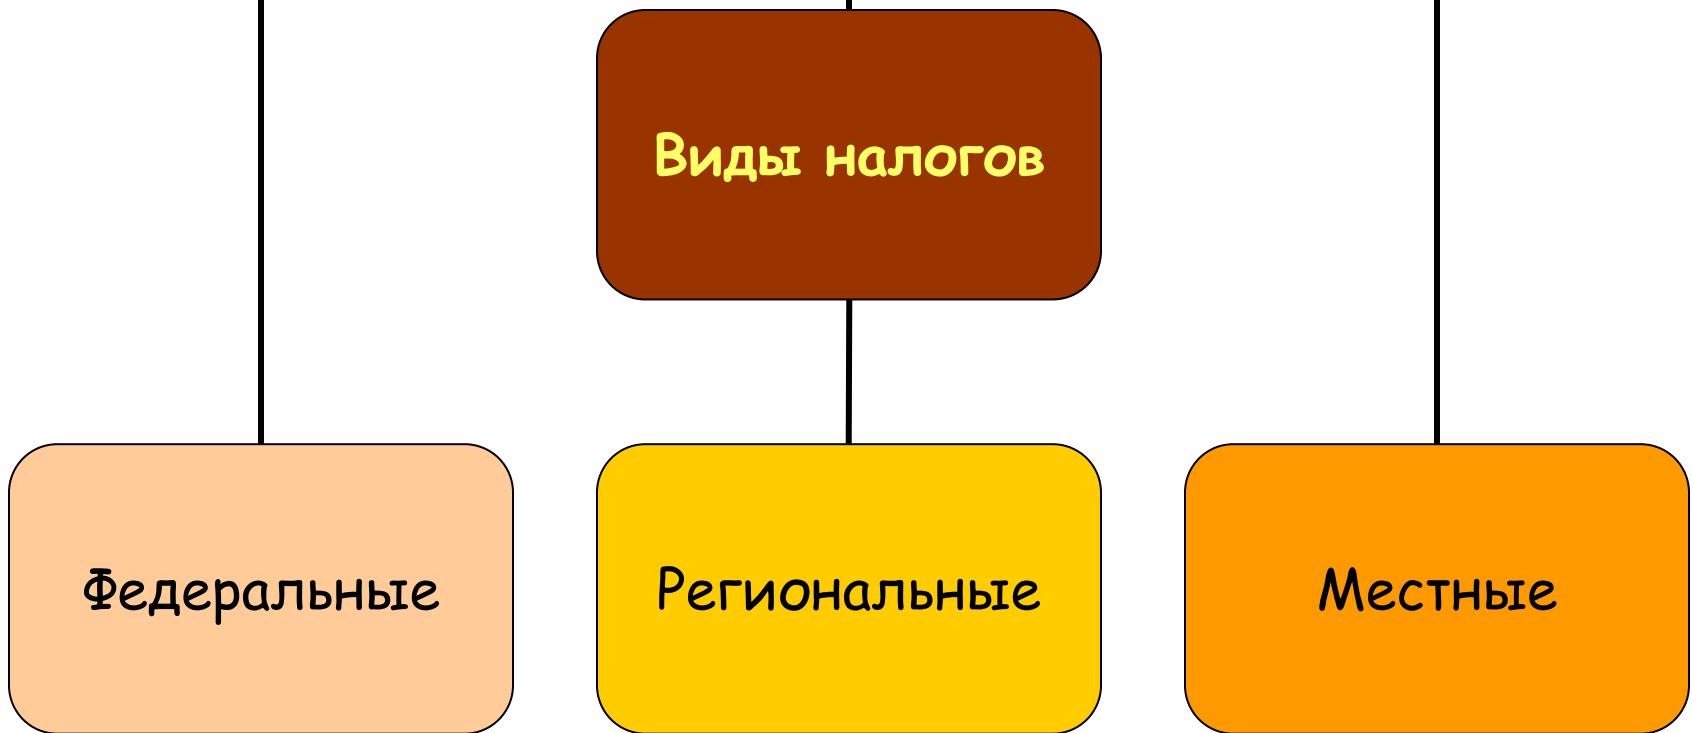 Виды налогов
Федеральные
Региональные
Местные